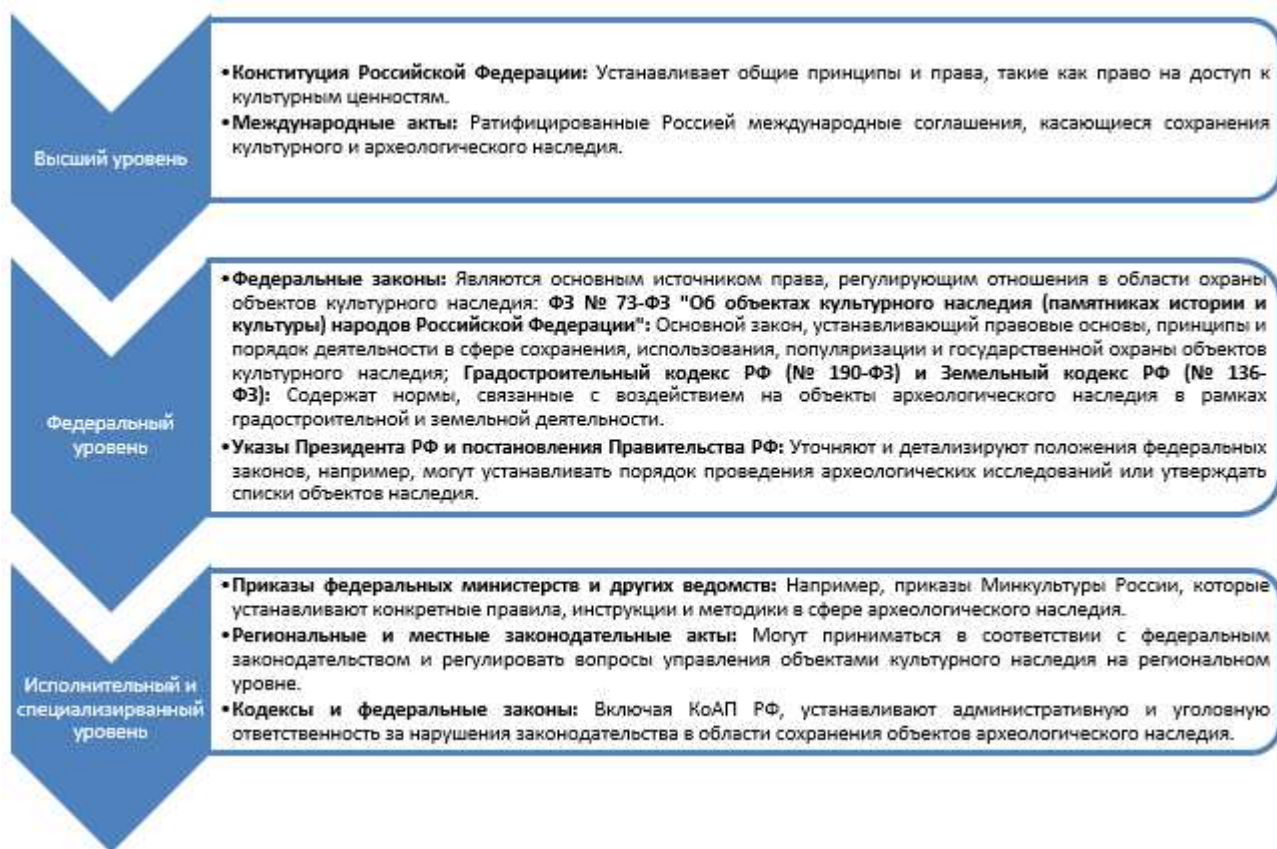 Высший уровень
•Конституция Российской Федерации: Устанавливает общие принципы и права, такие как право на доступ к
культурным ценностям.
•Международные акты: Ратифицированные Россией международные соглашения, касающиеся сохранения
культурного и археологического наследия.
Федеральный
уровень
•Федеральные законы: Являются основным источником права, регулирующим отношения в области охраны
объектов культурного наследия: ФЗ № 73-ФЗ "Об объектах культурного наследия (памятниках истории и
культуры) народов Российской Федерации": Основной закон, устанавливающий правовые основы, принципы и
порядок деятельности в сфере сохранения, использования, популяризации и государственной охраны объектов
культурного наследия; Градостроительный кодекс РФ (№ 190-ФЗ) и Земельный кодекс РФ (№ 136-
ФЗ): Содержат нормы, связанные с воздействием на объекты археологического наследия в рамках
градостроительной и земельной деятельности.
•Указы Президента РФ и постановления Правительства РФ: Уточняют и детализируют положения федеральных
законов, например, могут устанавливать порядок проведения археологических исследований или утверждать
списки объектов наследия.
Исполнительный и
специализирванный
уровень
•Приказы федеральных министерств и других ведомств: Например, приказы Минкультуры России, которые
устанавливают конкретные правила, инструкции и методики в сфере археологического наследия.
•Региональные и местные законодательные акты: Могут приниматься в соответствии с федеральным
законодательством и регулировать вопросы управления объектами культурного наследия на региональном
уровне.
•Кодексы и федеральные законы: Включая КоАП РФ, устанавливают административную и уголовную
ответственность за нарушения законодательства в области сохранения объектов археологического наследия.